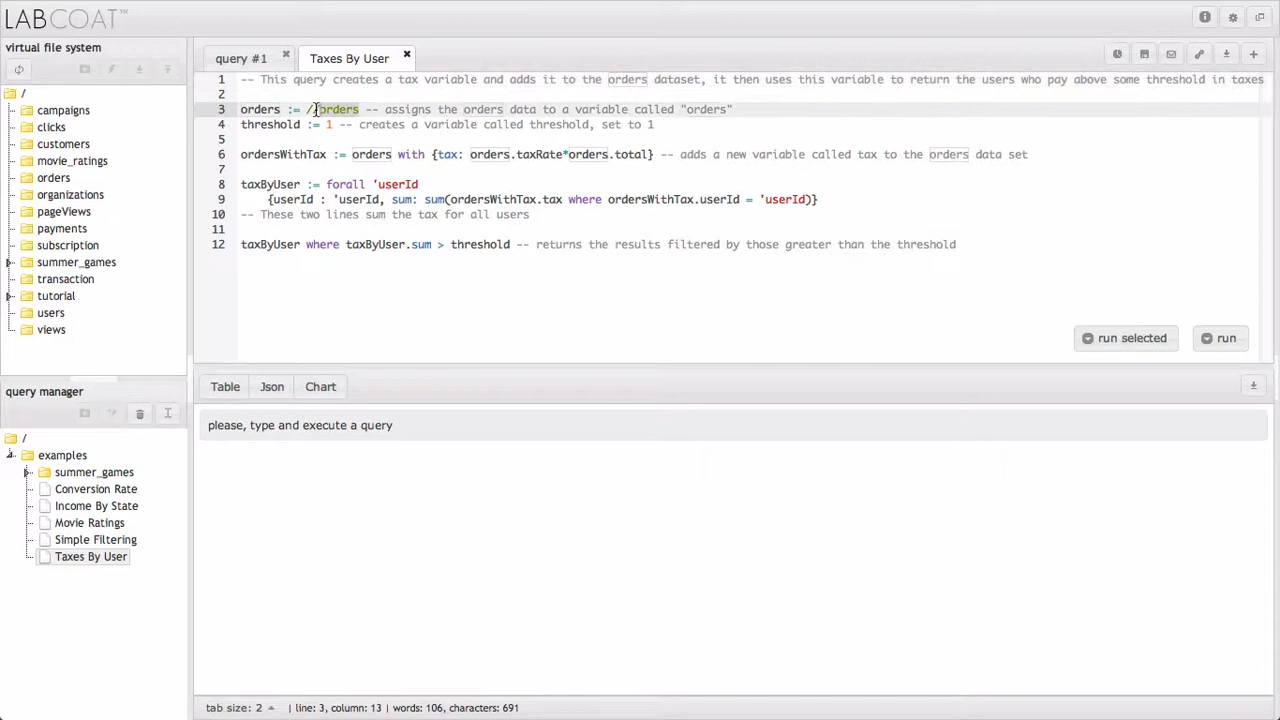 LABCOAT
virtual file system
/
campaigns
clicks
customers
movie_ratings
orders
organizations
pageViews
payments
subscription
summer_games
transaction
tutorial
users
views
query manager
/
examples
summer_games
Conversion Rate
Income By State
Movie Ratings
Simple Filtering
Taxes By User
query #1
Taxes By User
1 -- This query creates a tax variable and adds it to the orders dataset, it then uses this variable to return the users who pay above some threshold in taxes
2
3 orders := //orders -- assigns the orders data to a variable called "orders"
4 threshold := 1 -- creates a variable called threshold, set to 1
5
6 ordersWithTax := orders with {tax: orders.taxRate*orders.total} -- adds a new variable called tax to the orders data set
7
8 taxByUser := forall 'userId
9 {userId : 'userId, sum: sum(ordersWithTax.tax where ordersWithTax.userId = 'userId)}
10 -- These two lines sum the tax for all users
11
12 taxByUser where taxByUser.sum > threshold -- returns the results filtered by those greater than the threshold
run selected
run
Table
Json
Chart
please, type and execute a query
tab size: 2 | line: 3, column: 13 | words: 106, characters: 691